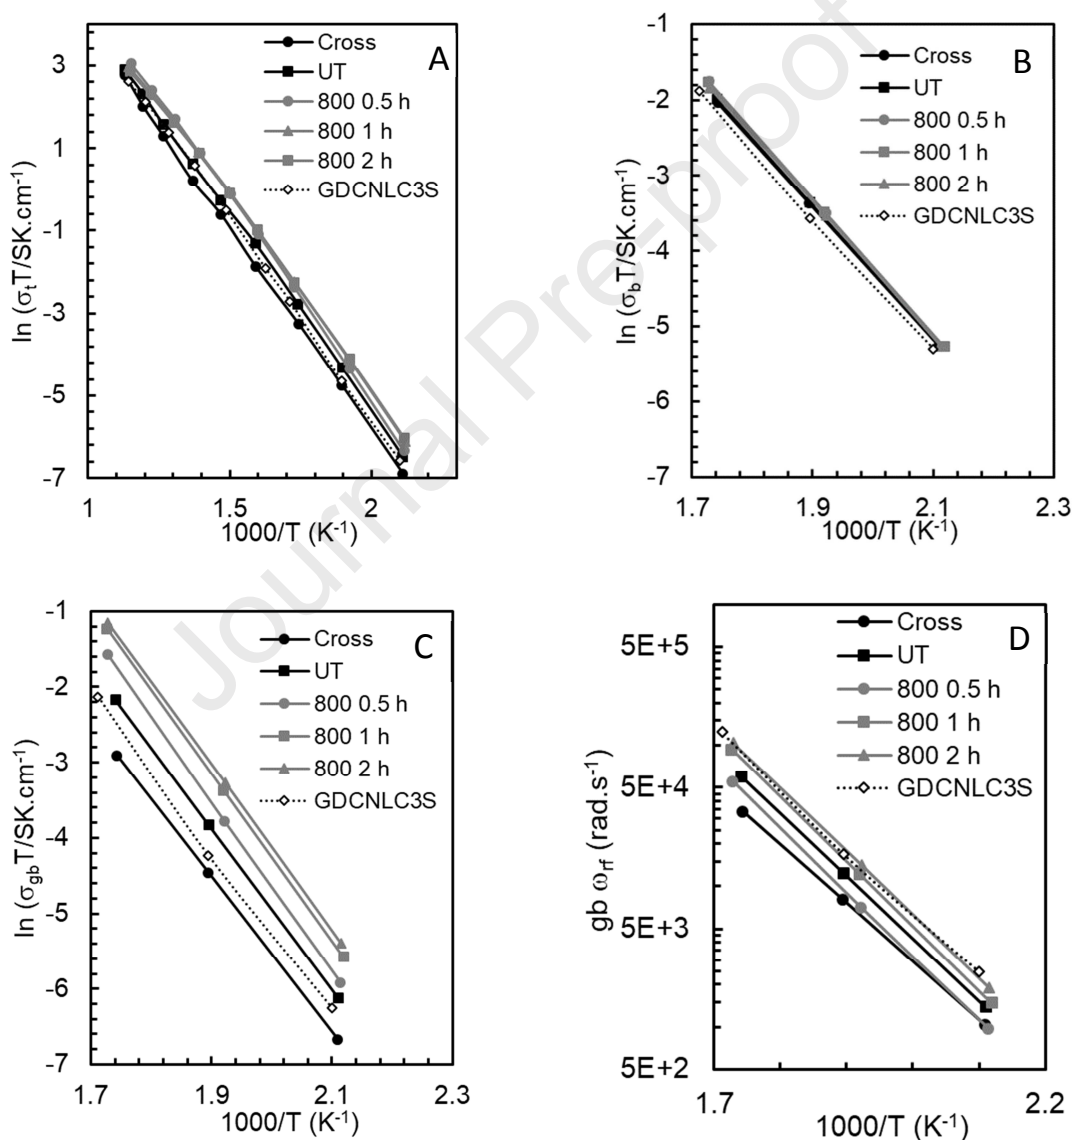 A
3
1
-1
-3
-5
-7
1
1.5
2
ln (σtT/SK.cm⁻¹)
1000/T (K⁻¹)
Cross
UT
800 0.5 h
800 1 h
800 2 h
GDCNLC3S
B
-1
-2
-3
-4
-5
-6
-7
1.7
1.9
2.1
2.3
ln (σbT/SK.cm⁻¹)
1000/T (K⁻¹)
Cross
UT
800 0.5 h
800 1 h
800 2 h
GDCNLC3S
C
-1
-2
-3
-4
-5
-6
-7
1.7
1.9
2.1
2.3
ln (σgbT/SK.cm⁻¹)
1000/T (K⁻¹)
Cross
UT
800 0.5 h
800 1 h
800 2 h
GDCNLC3S
D
5E+5
5E+4
5E+3
5E+2
1.7
2.2
gb ωrf (rad.s⁻¹)
1000/T (K⁻¹)
Cross
UT
800 0.5 h
800 1 h
800 2 h
GDCNLC3S
Journal Pre-proof